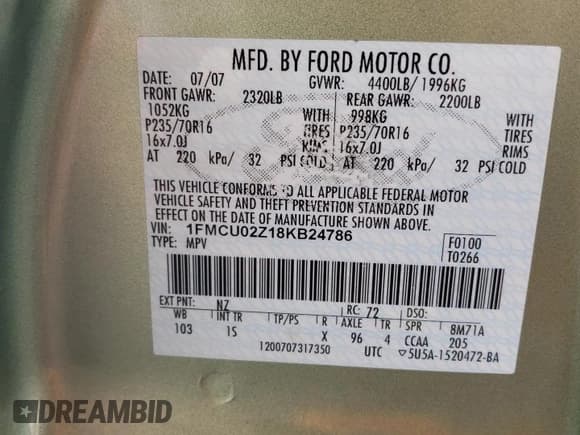 MFD. BY FORD MOTOR CO.
DATE: 07/07 GVWR: 4400LB/ 1996KG
FRONT GAWR: 2320LB REAR GAWR: 2200LB
1052KG WITH 998KG WITH
P235/70R16 TIRES P235/70R16 TIRES
16x7.0J RIMS 16x7.0J RIMS
AT 220 kPa/ 32 PSI COLD AT 220 kPa/ 32 PSI COLD
THIS VEHICLE CONFORMS TO ALL APPLICABLE FEDERAL MOTOR
VEHICLE SAFETY AND THEFT PREVENTION STANDARDS IN
EFFECT ON THE DATE OF MANUFACTURE SHOWN ABOVE.
VIN: 1FMCU02Z18KB24786 F0100
TYPE: MPV T0266
EXT PNT: NZ RC: 72 DSO:
WB INT TR TP/PS R AXLE TR SPR 8M71A
103 1S X 96 4 CCAA 205
1200707317350 UTC ▽5U5A-1520472-BA
DREAMBID